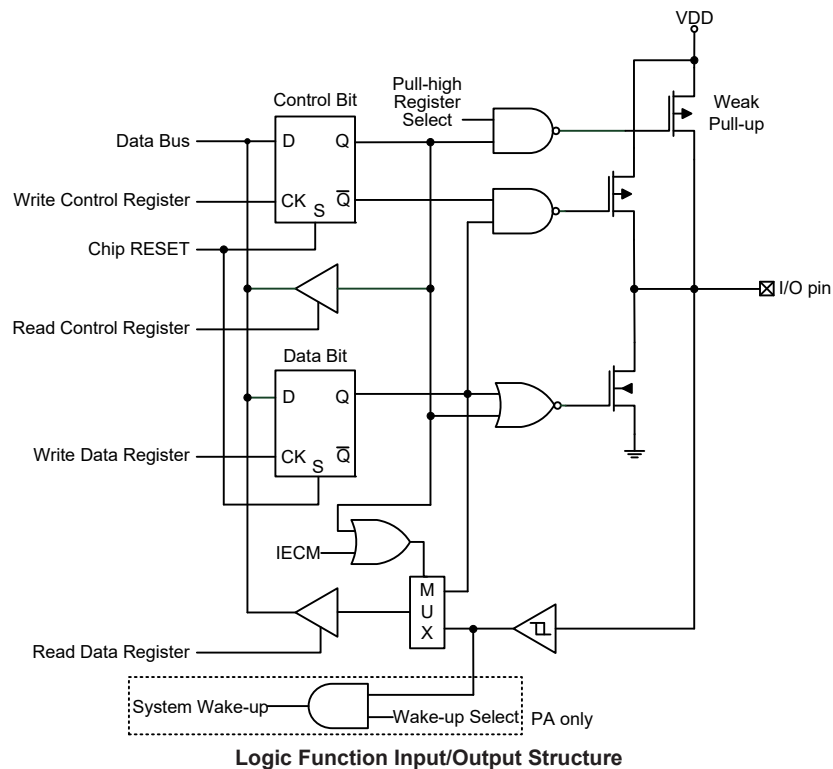 VDD
Pull-high
Register
Select
Weak
Pull-up
Control Bit
Data Bus
D
Q
Write Control Register
CK
S
Q̅
Chip RESET
I/O pin
Read Control Register
Data Bit
D
Q
Write Data Register
CK
S
Q̅
IECM
M
U
X
Read Data Register
System Wake-up
Wake-up Select
PA only
Logic Function Input/Output Structure